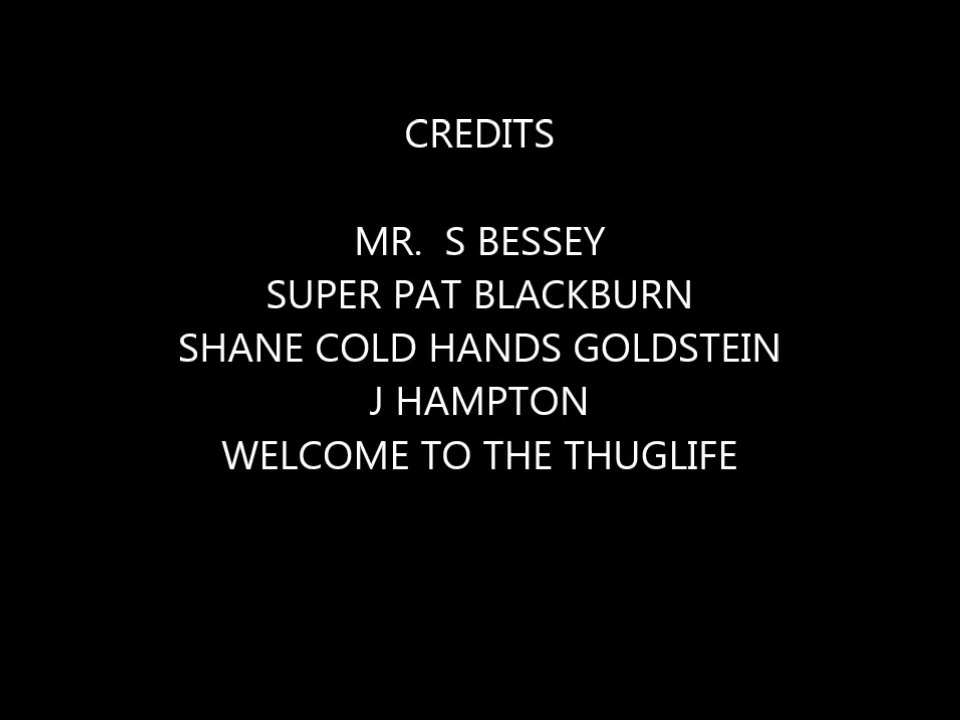 CREDITS
MR.  S BESSEY
SUPER PAT BLACKBURN
SHANE COLD HANDS GOLDSTEIN
J HAMPTON
WELCOME TO THE THUGLIFE